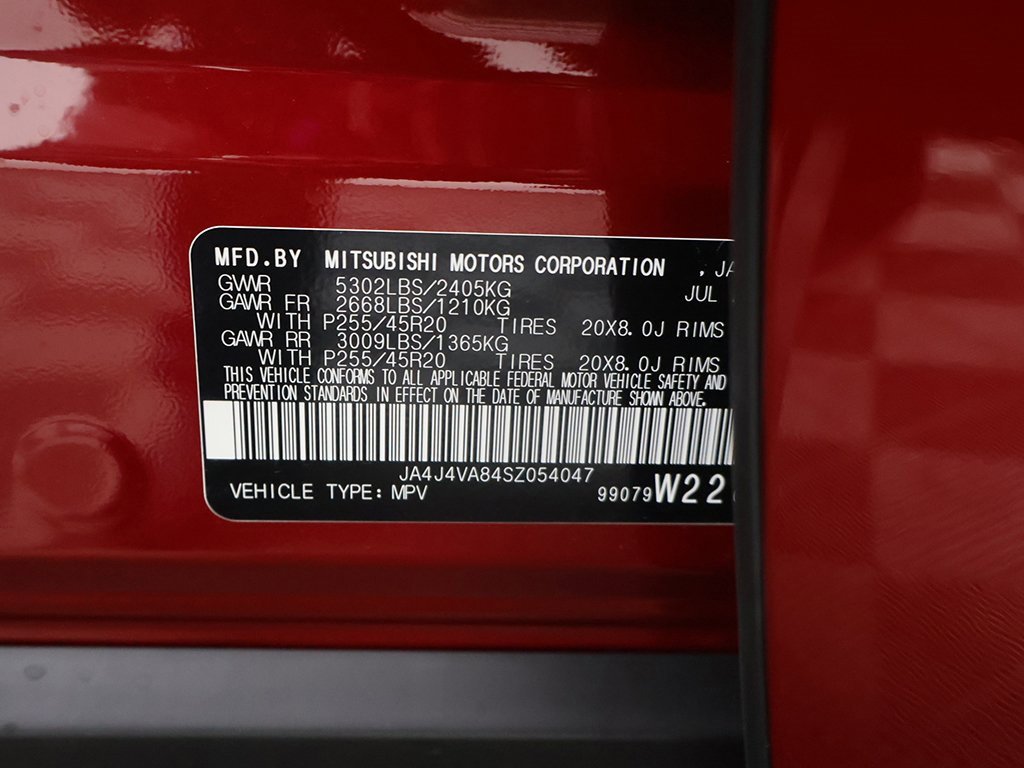 MFD.BY MITSUBISHI MOTORS CORPORATION , JA
GVWR 5302LBS/2405KG JUL
GAWR FR 2668LBS/1210KG
WITH P255/45R20 TIRES 20X8.0J RIMS
GAWR RR 3009LBS/1365KG
WITH P255/45R20 TIRES 20X8.0J RIMS
THIS VEHICLE CONFORMS TO ALL APPLICABLE FEDERAL MOTOR VEHICLE SAFETY AND
PREVENTION STANDARDS IN EFFECT ON THE DATE OF MANUFACTURE SHOWN ABOVE.
JA4J4VA84SZ054047
VEHICLE TYPE: MPV 99079 W22